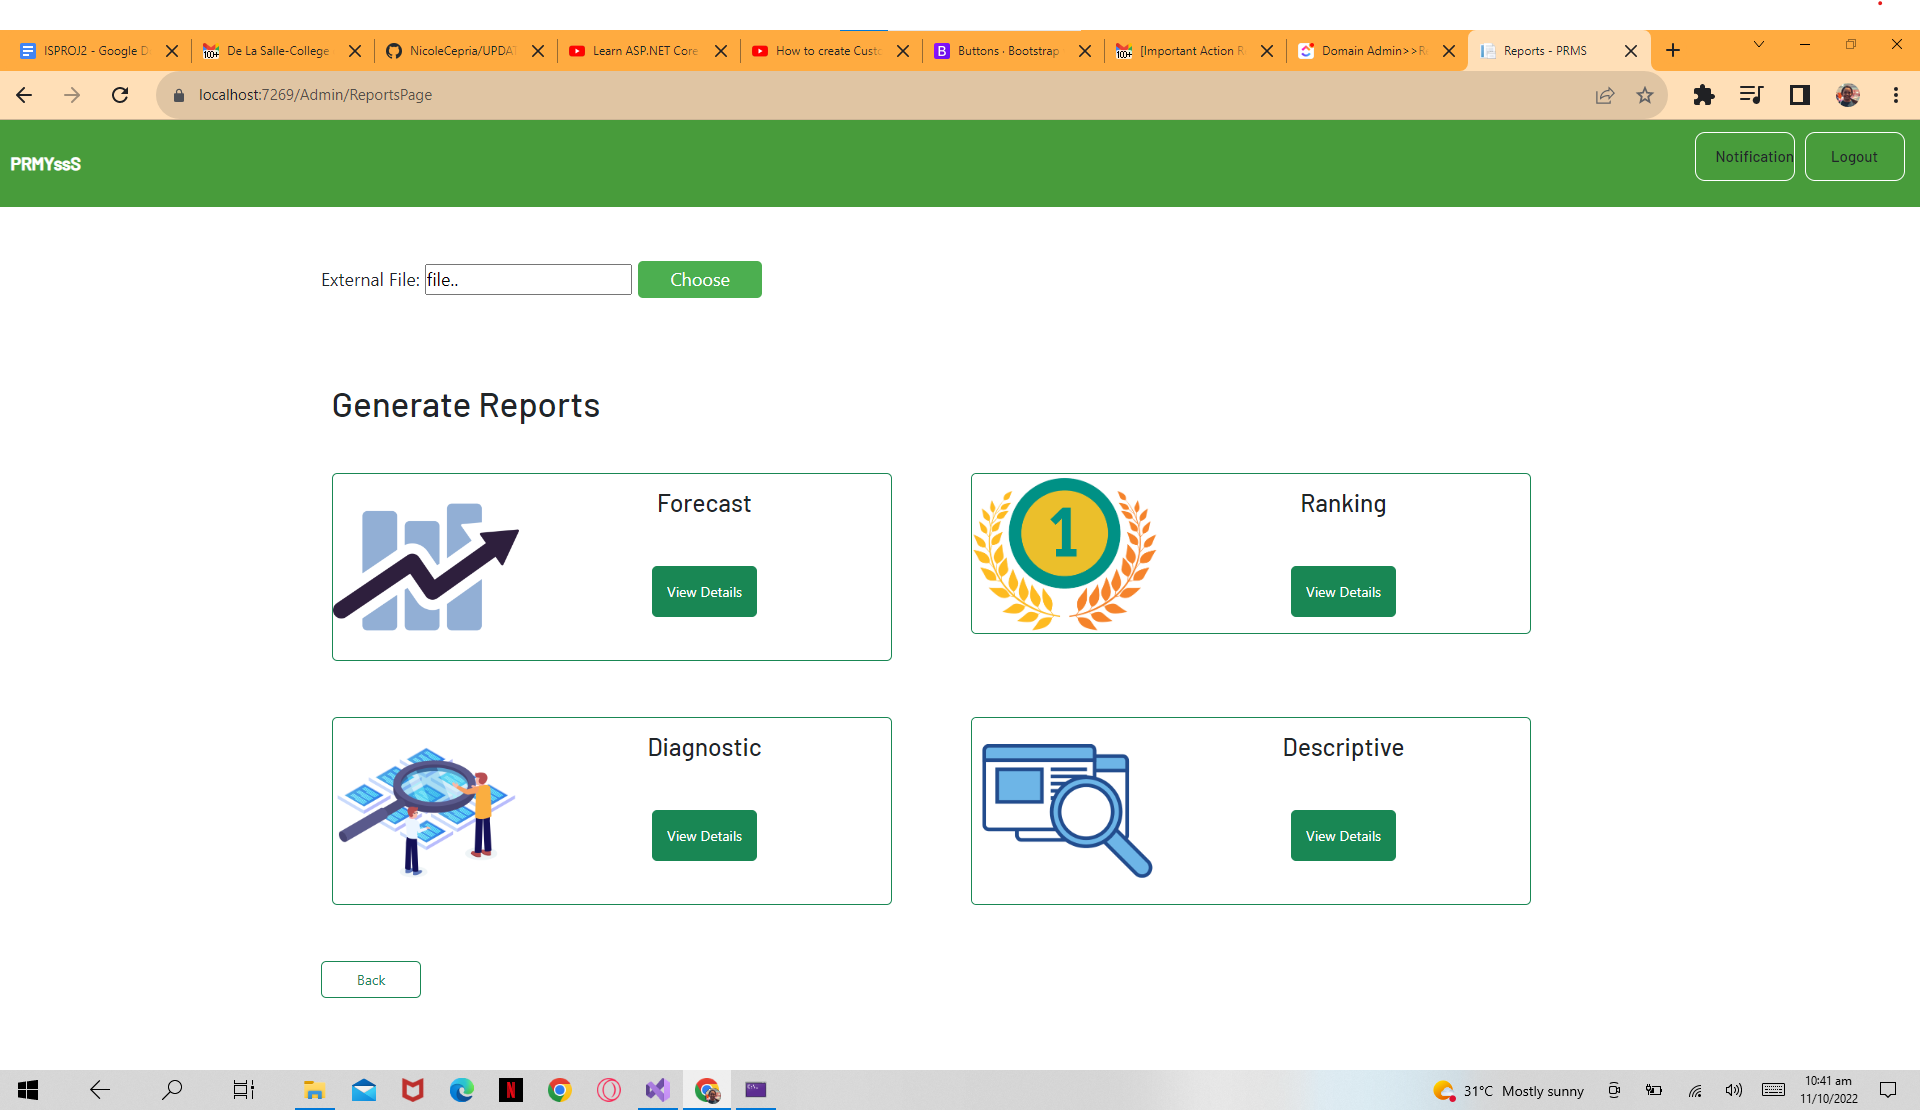 ISPROJ2 - Google D
100+ De La Salle-College
NicoleCepria/UPDAT
Learn ASP.NET Core
How to create Custo
B Buttons · Bootstrap
100+ [Important Action R
Domain Admin>>R
Reports - PRMS
localhost:7269/Admin/ReportsPage
PRMYssS
Notification
Logout
External File: file.. Choose
Generate Reports
Forecast
View Details
1
Ranking
View Details
Diagnostic
View Details
Descriptive
View Details
Back
N
31°C Mostly sunny
10:41 am
11/10/2022